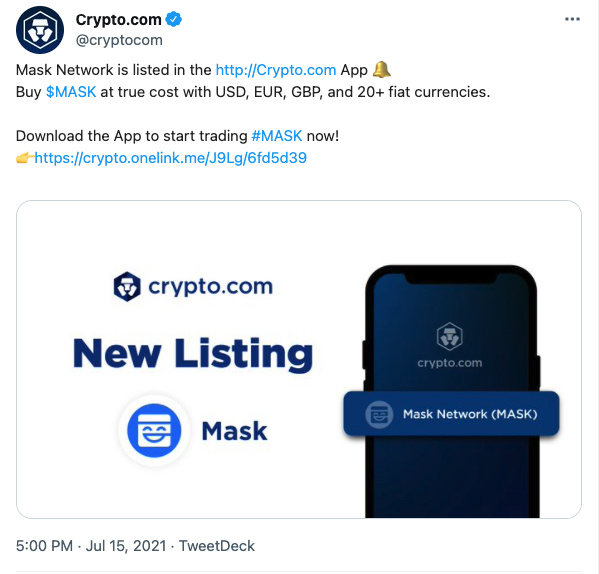 Crypto.com
@cryptocom
Mask Network is listed in the http://Crypto.com App 🔔
Buy $MASK at true cost with USD, EUR, GBP, and 20+ fiat currencies.
Download the App to start trading #MASK now!
👉https://crypto.onelink.me/J9Lg/6fd5d39
crypto.com
New Listing
Mask
crypto.com
Mask Network (MASK)
5:00 PM · Jul 15, 2021 · TweetDeck